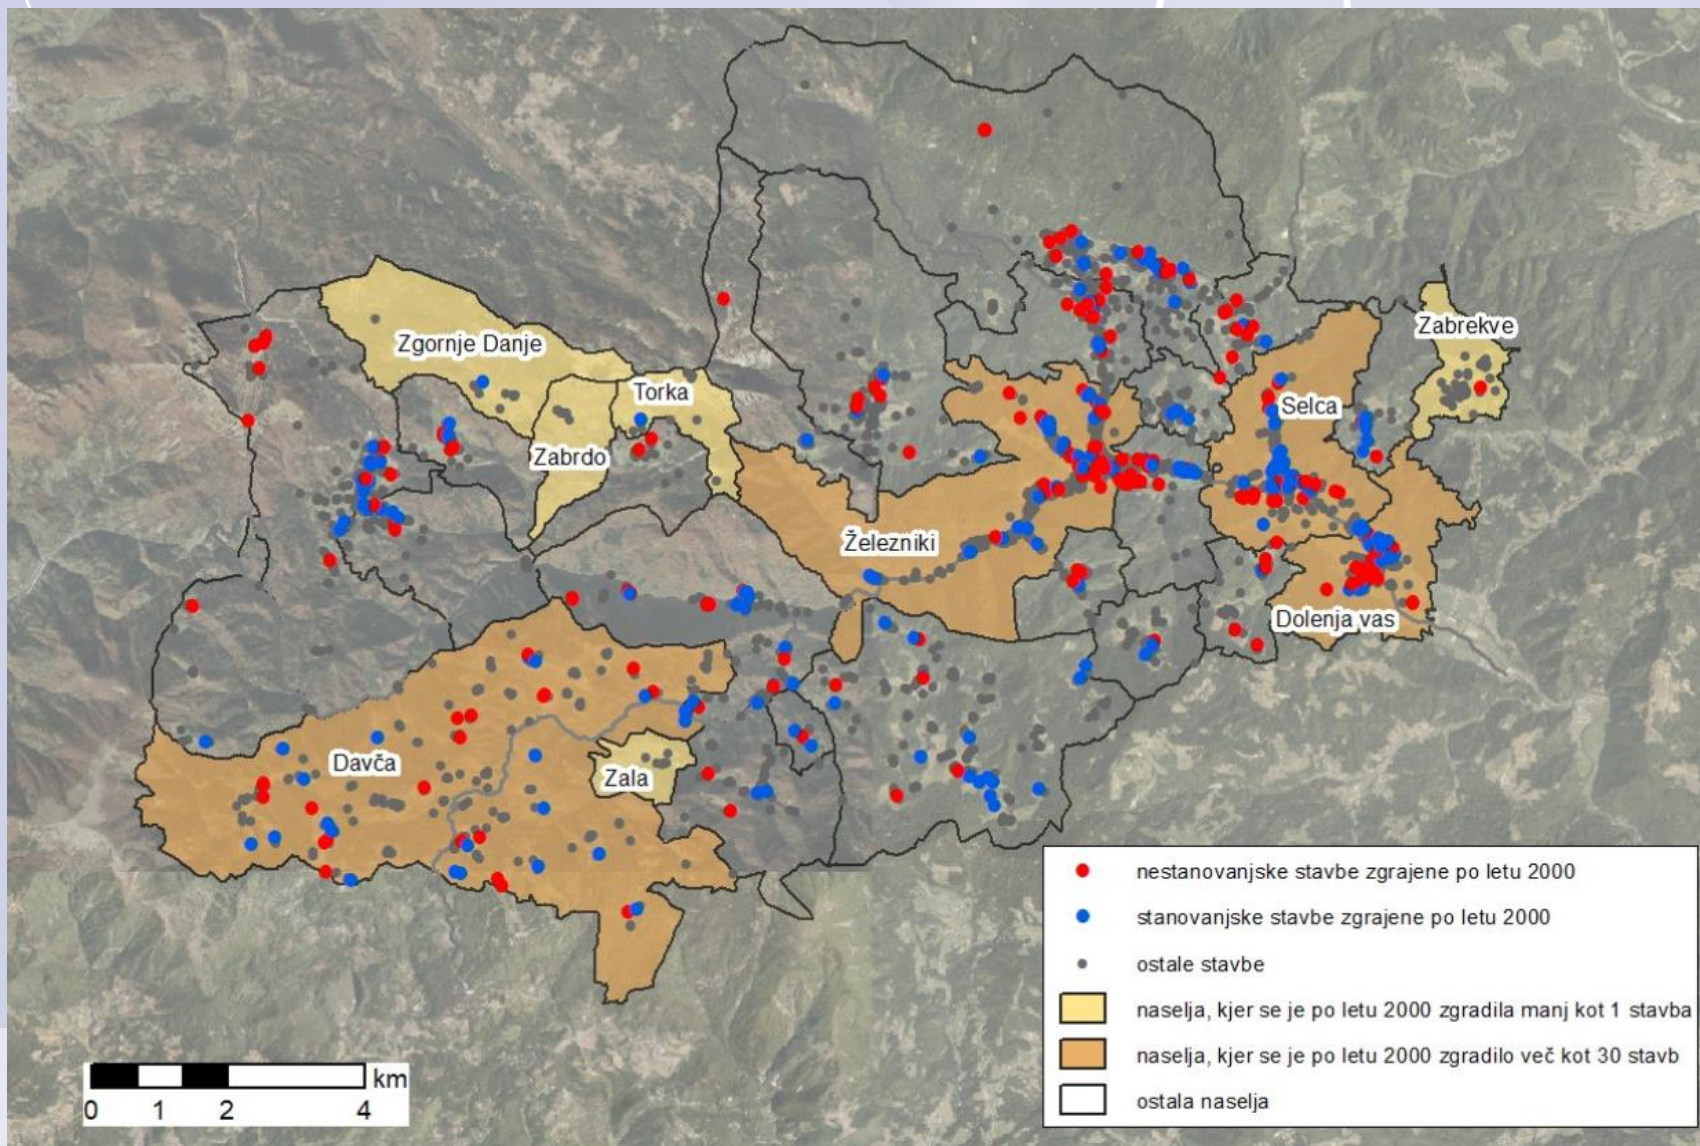 Zabrekve
Zgornje Danje
Torka
Selca
Zabrdo
Železniki
Dolenja vas
Davča
Zala
nestanovanjske stavbe zgrajene po letu 2000
stanovanjske stavbe zgrajene po letu 2000
ostale stavbe
naselja, kjer se je po letu 2000 zgradila manj kot 1 stavba
naselja, kjer se je po letu 2000 zgradilo več kot 30 stavb
ostala naselja
km
0 1 2 4